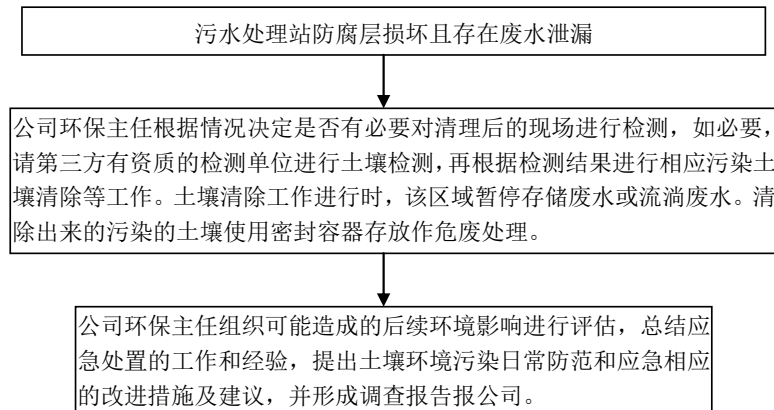 污水处理站防腐层损坏且存在废水泄漏
公司环保主任根据情况决定是否有必要对清理后的现场进行检测，如必要，
请第三方有资质的检测单位进行土壤检测，再根据检测结果进行相应污染土
壤清除等工作。土壤清除工作进行时，该区域暂停存储废水或流淌废水。清
除出来的污染的土壤使用密封容器存放作危废处理。
公司环保主任组织可能造成的后续环境影响进行评估，总结应
急处置的工作和经验，提出土壤环境污染日常防范和应急相应
的改进措施及建议，并形成调查报告报公司。